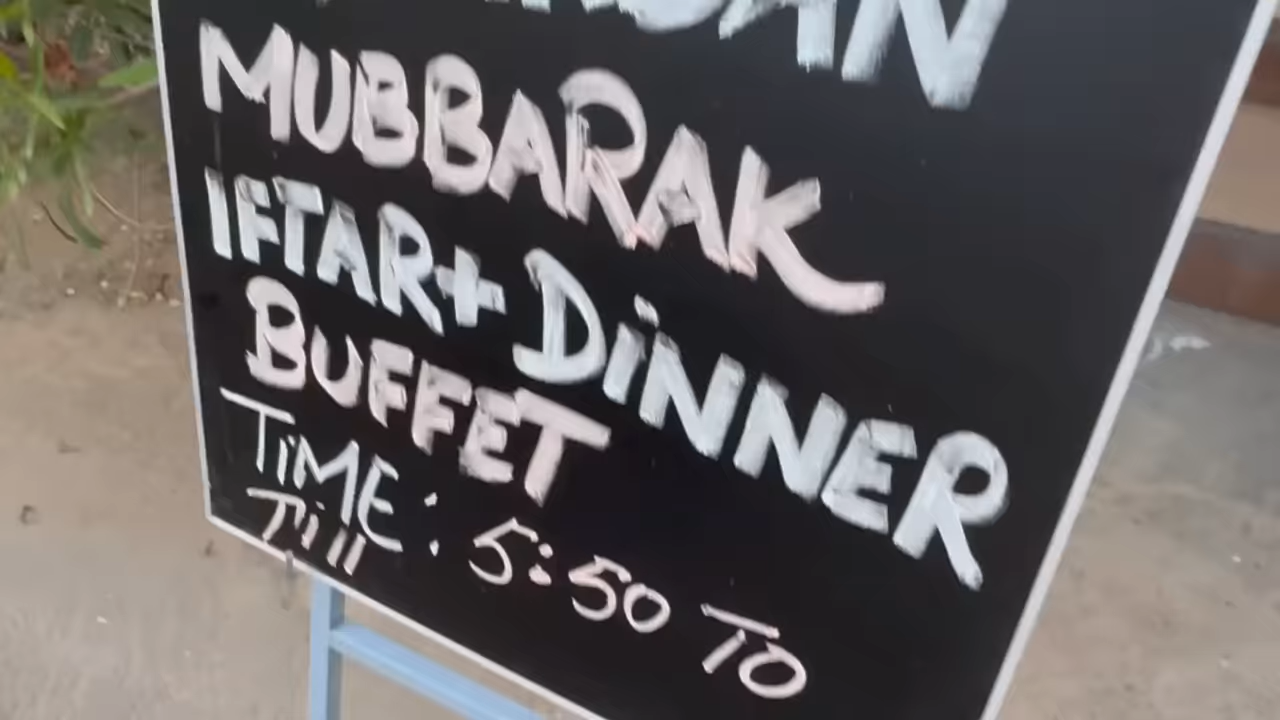 MUBBARAK
IFTAR+ DiNNER
BUFFET
TiME: 5:50 TO
Till